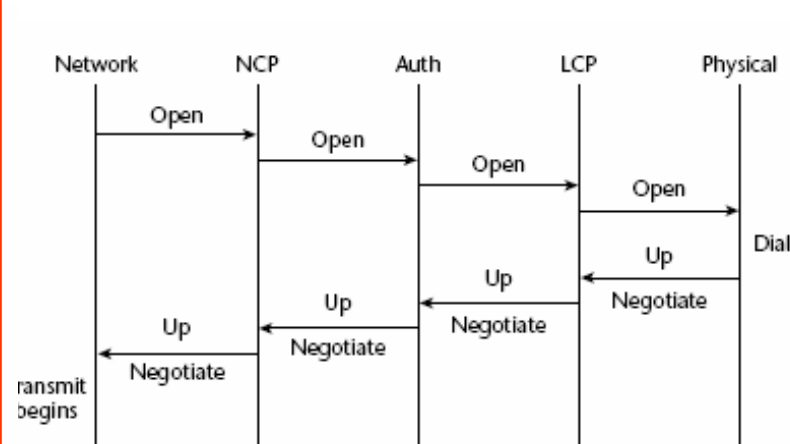 Network NCP Auth LCP Physical
Open
Open
Open
Open
Dial
Up
Negotiate
Up
Negotiate
Up
Negotiate
Up
Negotiate
ransmit
begins